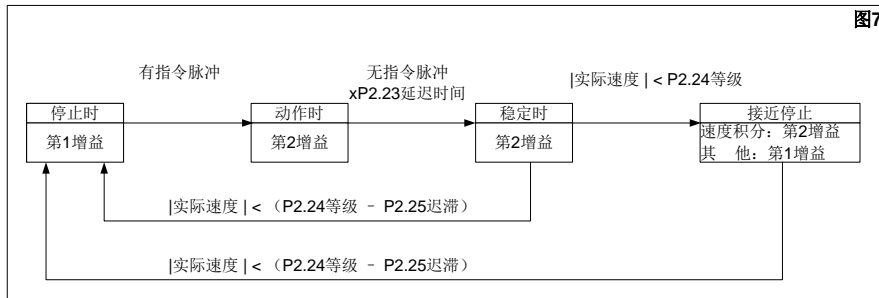 图7
有指令脉冲
无指令脉冲
xP2.23延迟时间
|实际速度 | < P2.24等级
停止时
第1增益
动作时
第2增益
稳定时
第2增益
接近停止
速度积分：第2增益
其 他：第1增益
|实际速度 | < （P2.24等级 - P2.25迟滞）
|实际速度 | < （P2.24等级 - P2.25迟滞）